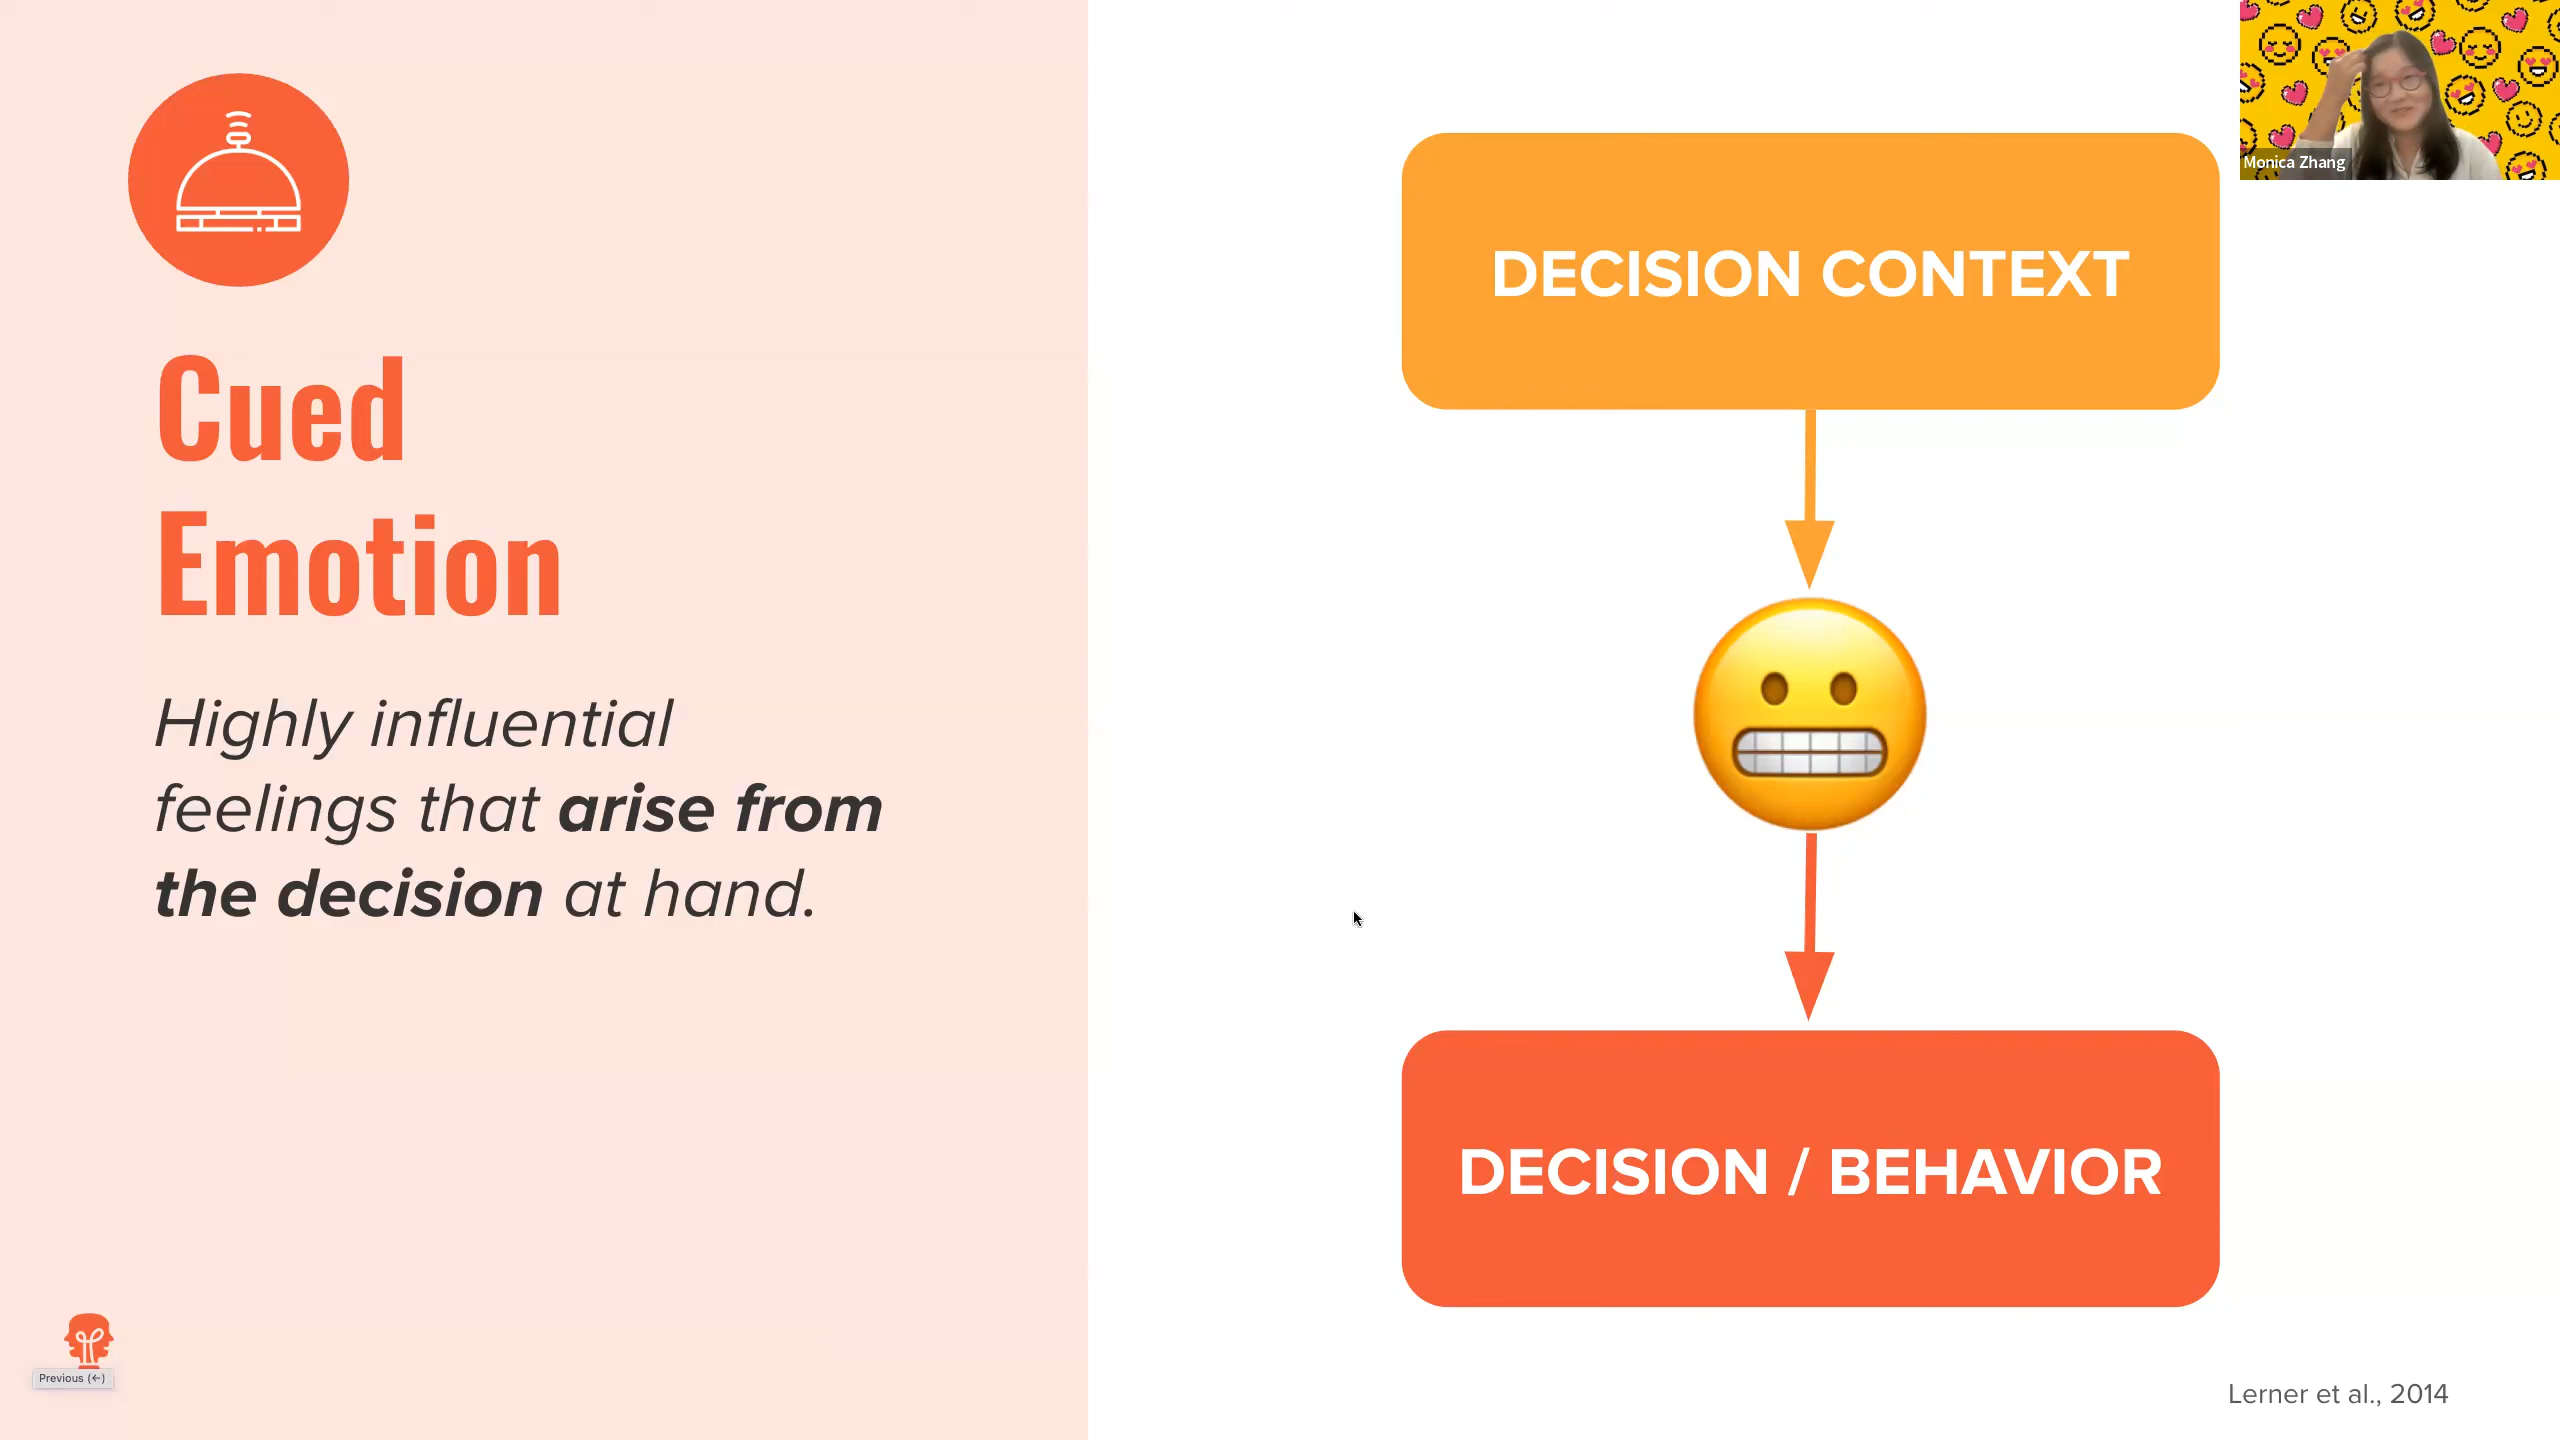 Cued
Emotion
Highly influential
feelings that arise from
the decision at hand.
Previous (←)
DECISION CONTEXT
DECISION / BEHAVIOR
Lerner et al., 2014
Monica Zhang